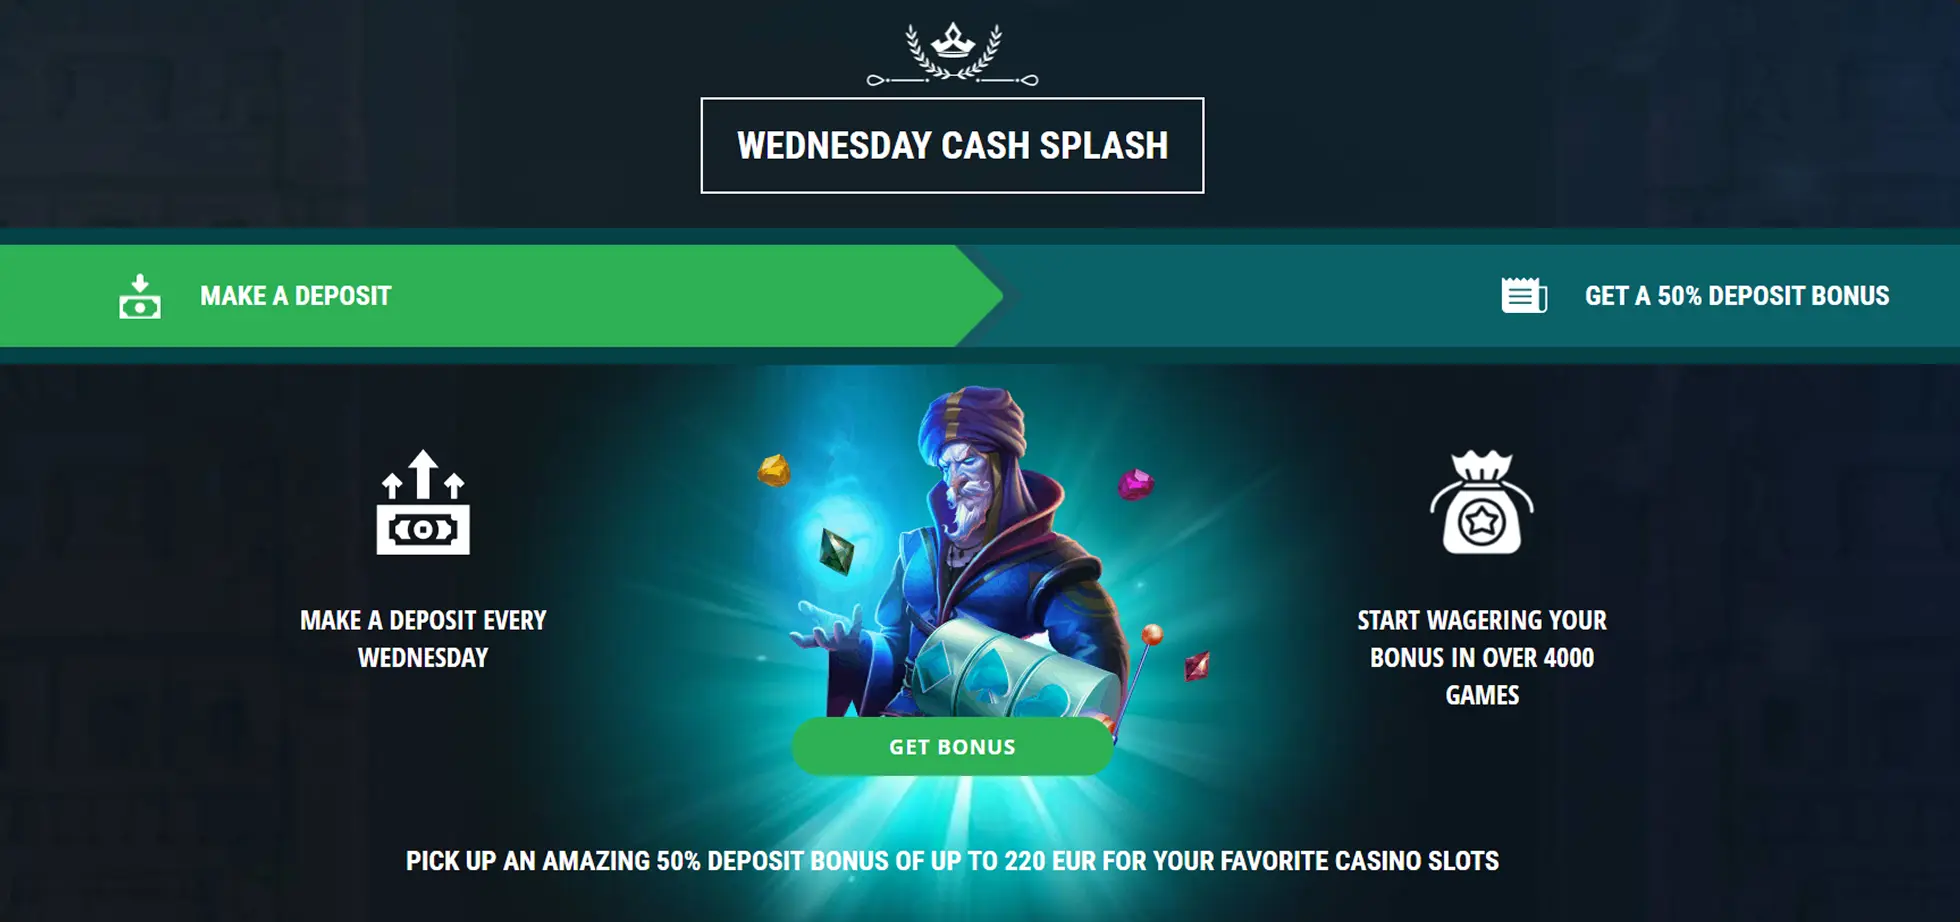 WEDNESDAY CASH SPLASH
MAKE A DEPOSIT
GET A 50% DEPOSIT BONUS
MAKE A DEPOSIT EVERY
WEDNESDAY
START WAGERING YOUR
BONUS IN OVER 4000
GAMES
GET BONUS
PICK UP AN AMAZING 50% DEPOSIT BONUS OF UP TO 220 EUR FOR YOUR FAVORITE CASINO SLOTS